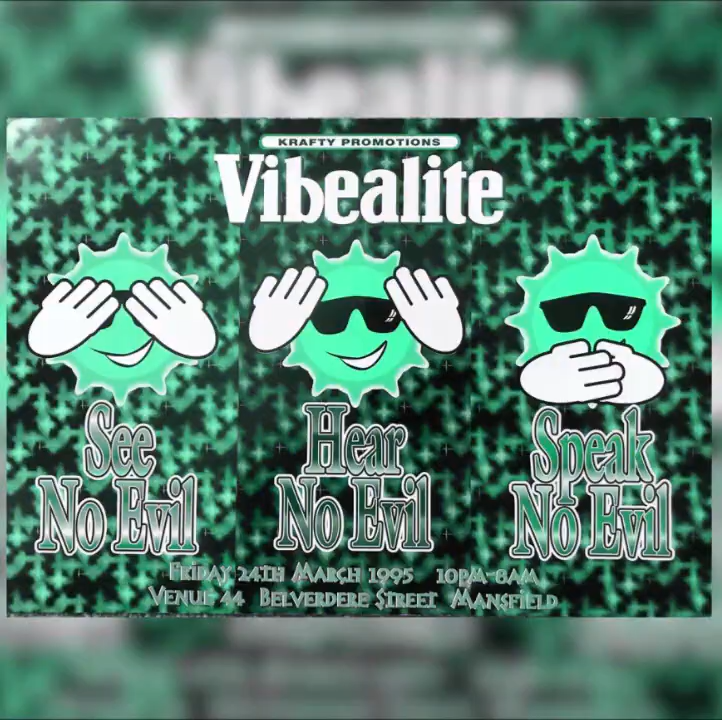 KRAFTY PROMOTIONS
Vibealite
See
No Evil
Hear
No Evil
Speak
No Evil
Friday 24th March 1995 10pm-8am
Venue 44 Belverdere Street Mansfield